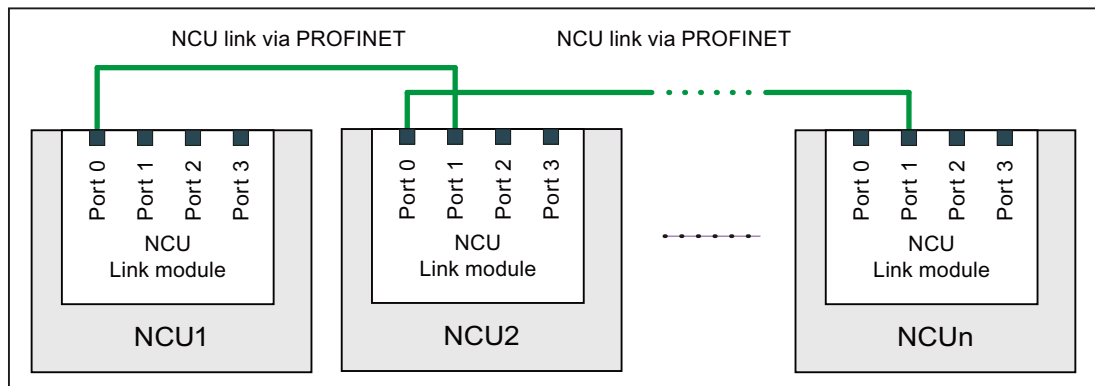 NCU link via PROFINET
NCU link via PROFINET
Port 0
Port 1
Port 2
Port 3
NCU
Link module
NCU1
Port 0
Port 1
Port 2
Port 3
NCU
Link module
NCU2
Port 0
Port 1
Port 2
Port 3
NCU
Link module
NCUn